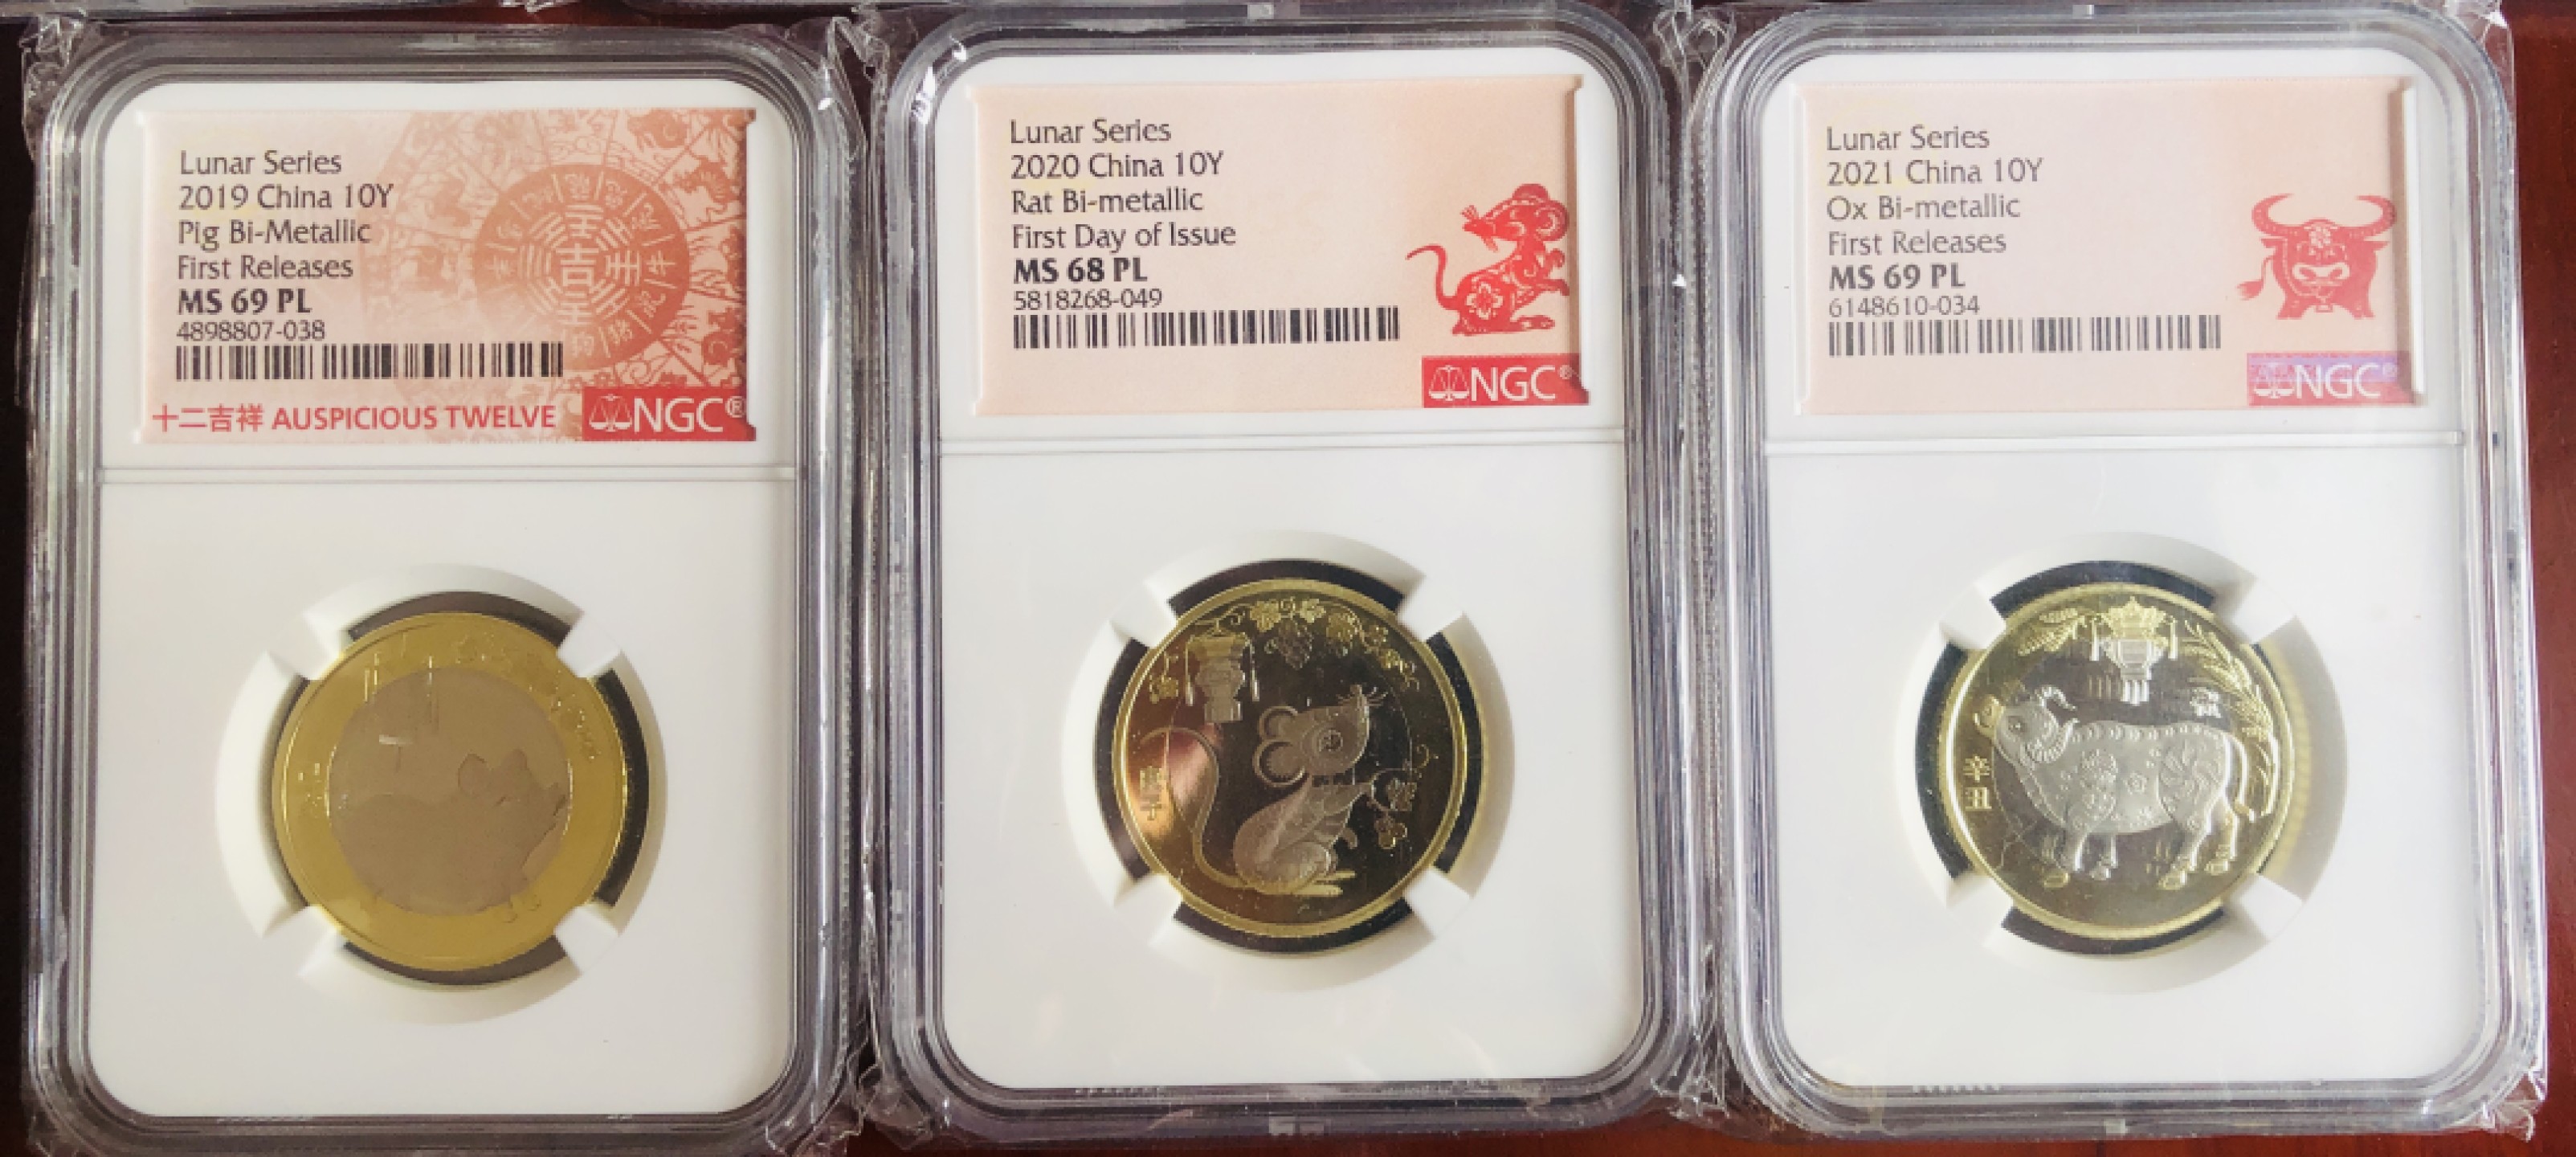 Lunar Series
2019 China 10Y
Pig Bi-Metallic
First Releases
MS 69 PL
4898807-038
十二吉祥 AUSPICIOUS TWELVE
NGC®
吉
牛
Lunar Series
2020 China 10Y
Rat Bi-metallic
First Day of Issue
MS 68 PL
5818268-049
NGC®
Lunar Series
2021 China 10Y
Ox Bi-metallic
First Releases
MS 69 PL
6148610-034
NGC®
辛丑